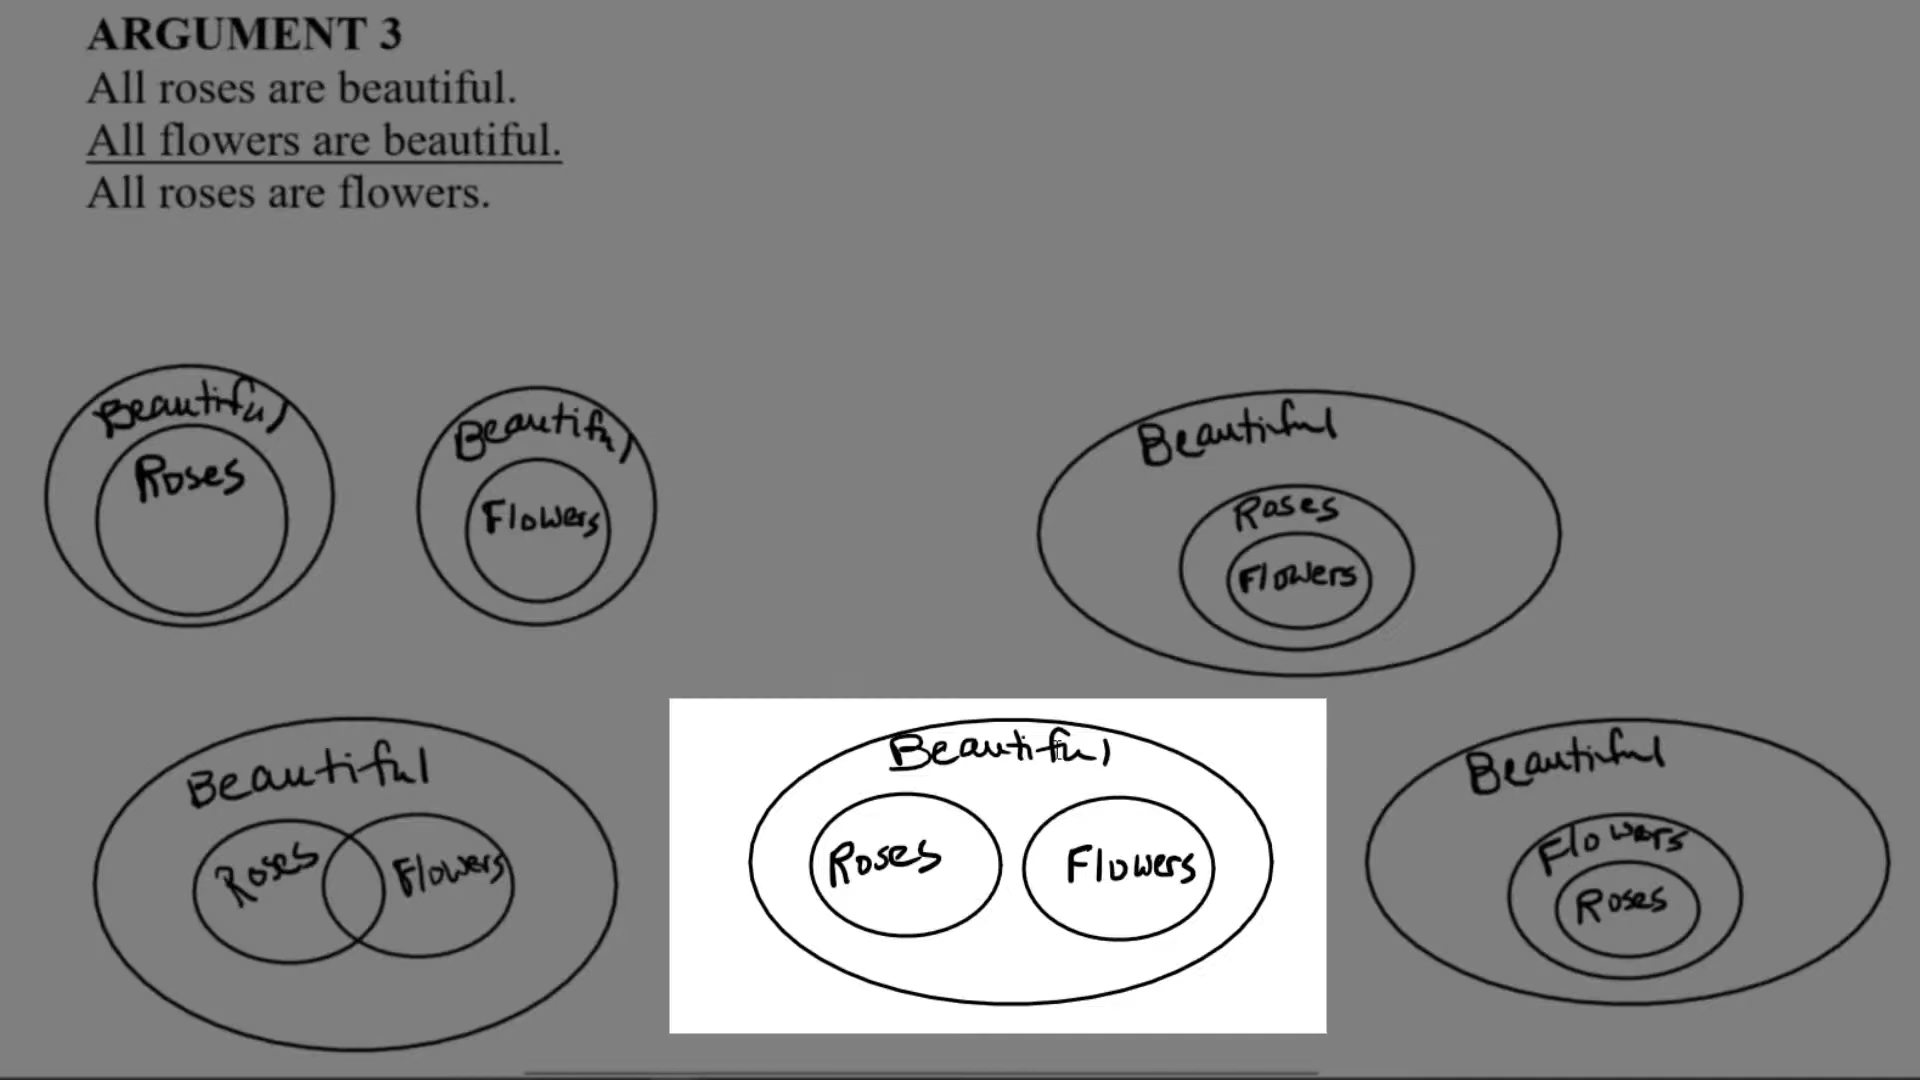 ARGUMENT 3
All roses are beautiful.
All flowers are beautiful.
All roses are flowers.
Beautiful
Roses
Beautiful
Flowers
Beautiful
Roses
Flowers
Beautiful
Roses
Flowers
Beautiful
Roses
Flowers
Beautiful
Flowers
Roses